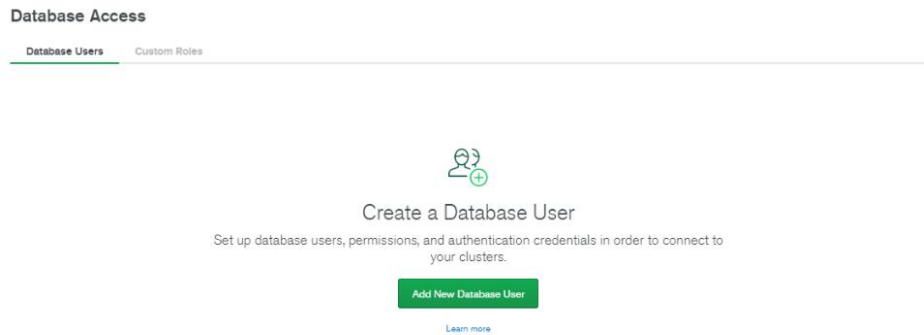 Database Access
Database Users
Custom Roles
Create a Database User
Set up database users, permissions, and authentication credentials in order to connect to
your clusters.
Add New Database User
Learn more